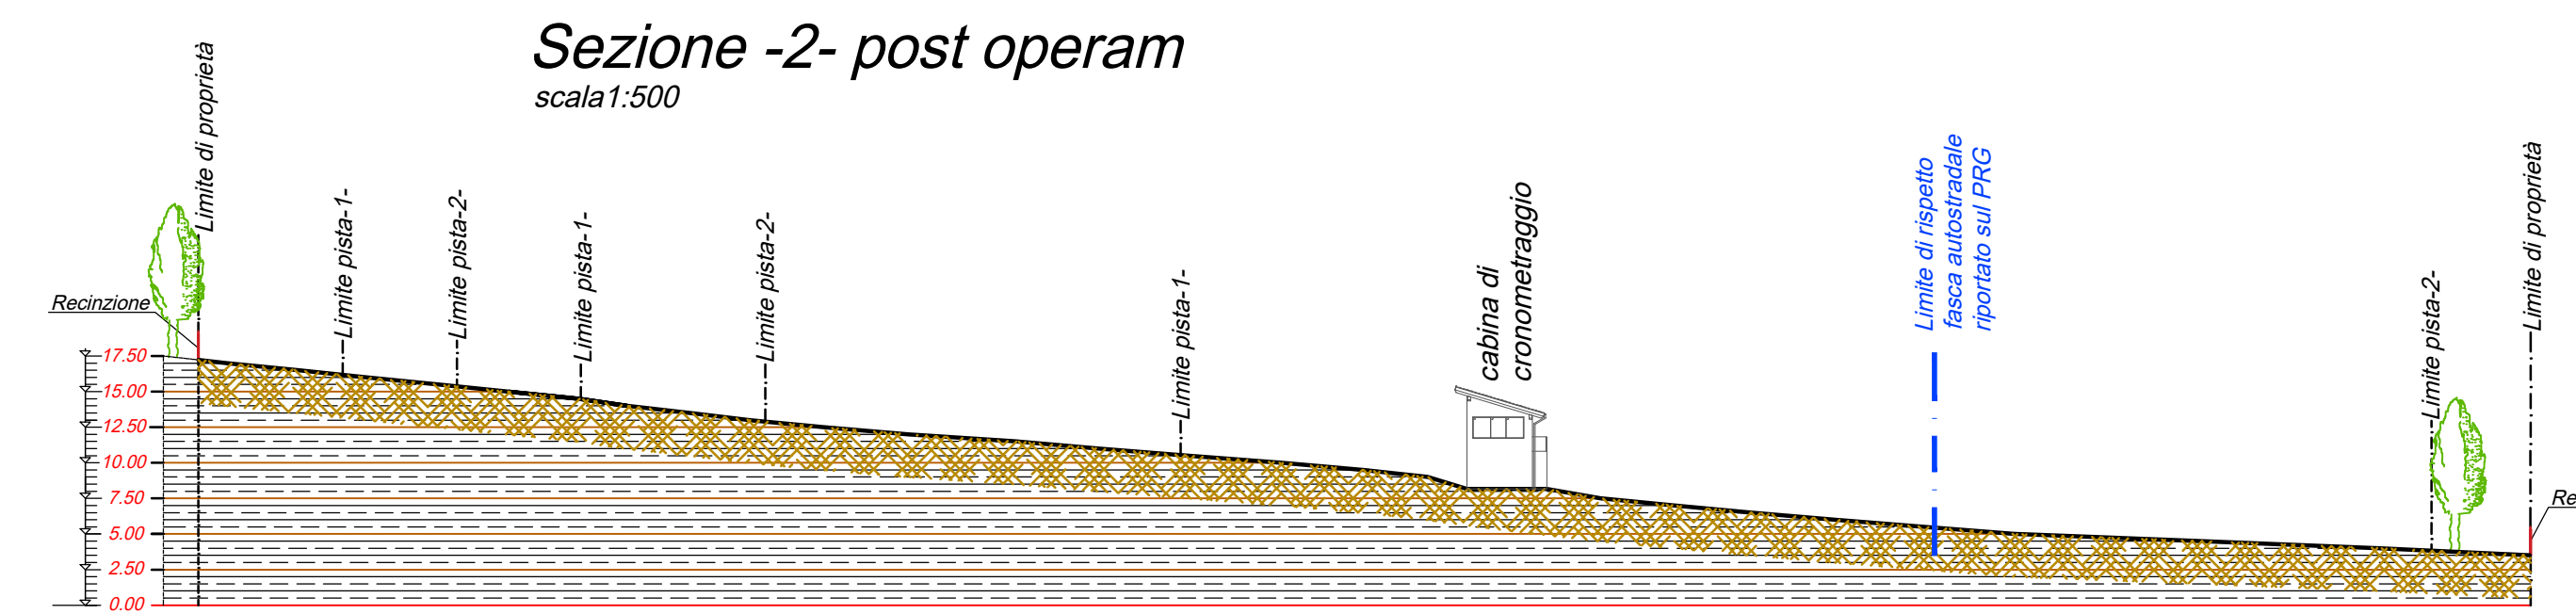 Sezione -2- post operam
scala1:500
Limite di proprietà
Limite pista-1-
Limite pista-2-
Limite pista-1-
Limite pista-2-
Limite pista-1-
cabina di
cronometraggio
Limite di rispetto
fasca autostradale
riportato sul PRG
Limite pista-2-
Limite di proprietà
Recinzione
Re
17.50
15.00
12.50
10.00
7.50
5.00
2.50
0.00